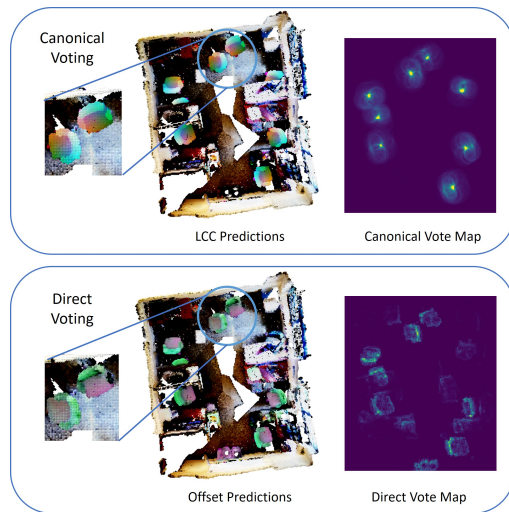 Canonical
Voting
LCC Predictions
Canonical Vote Map
Direct
Voting
Offset Predictions
Direct Vote Map